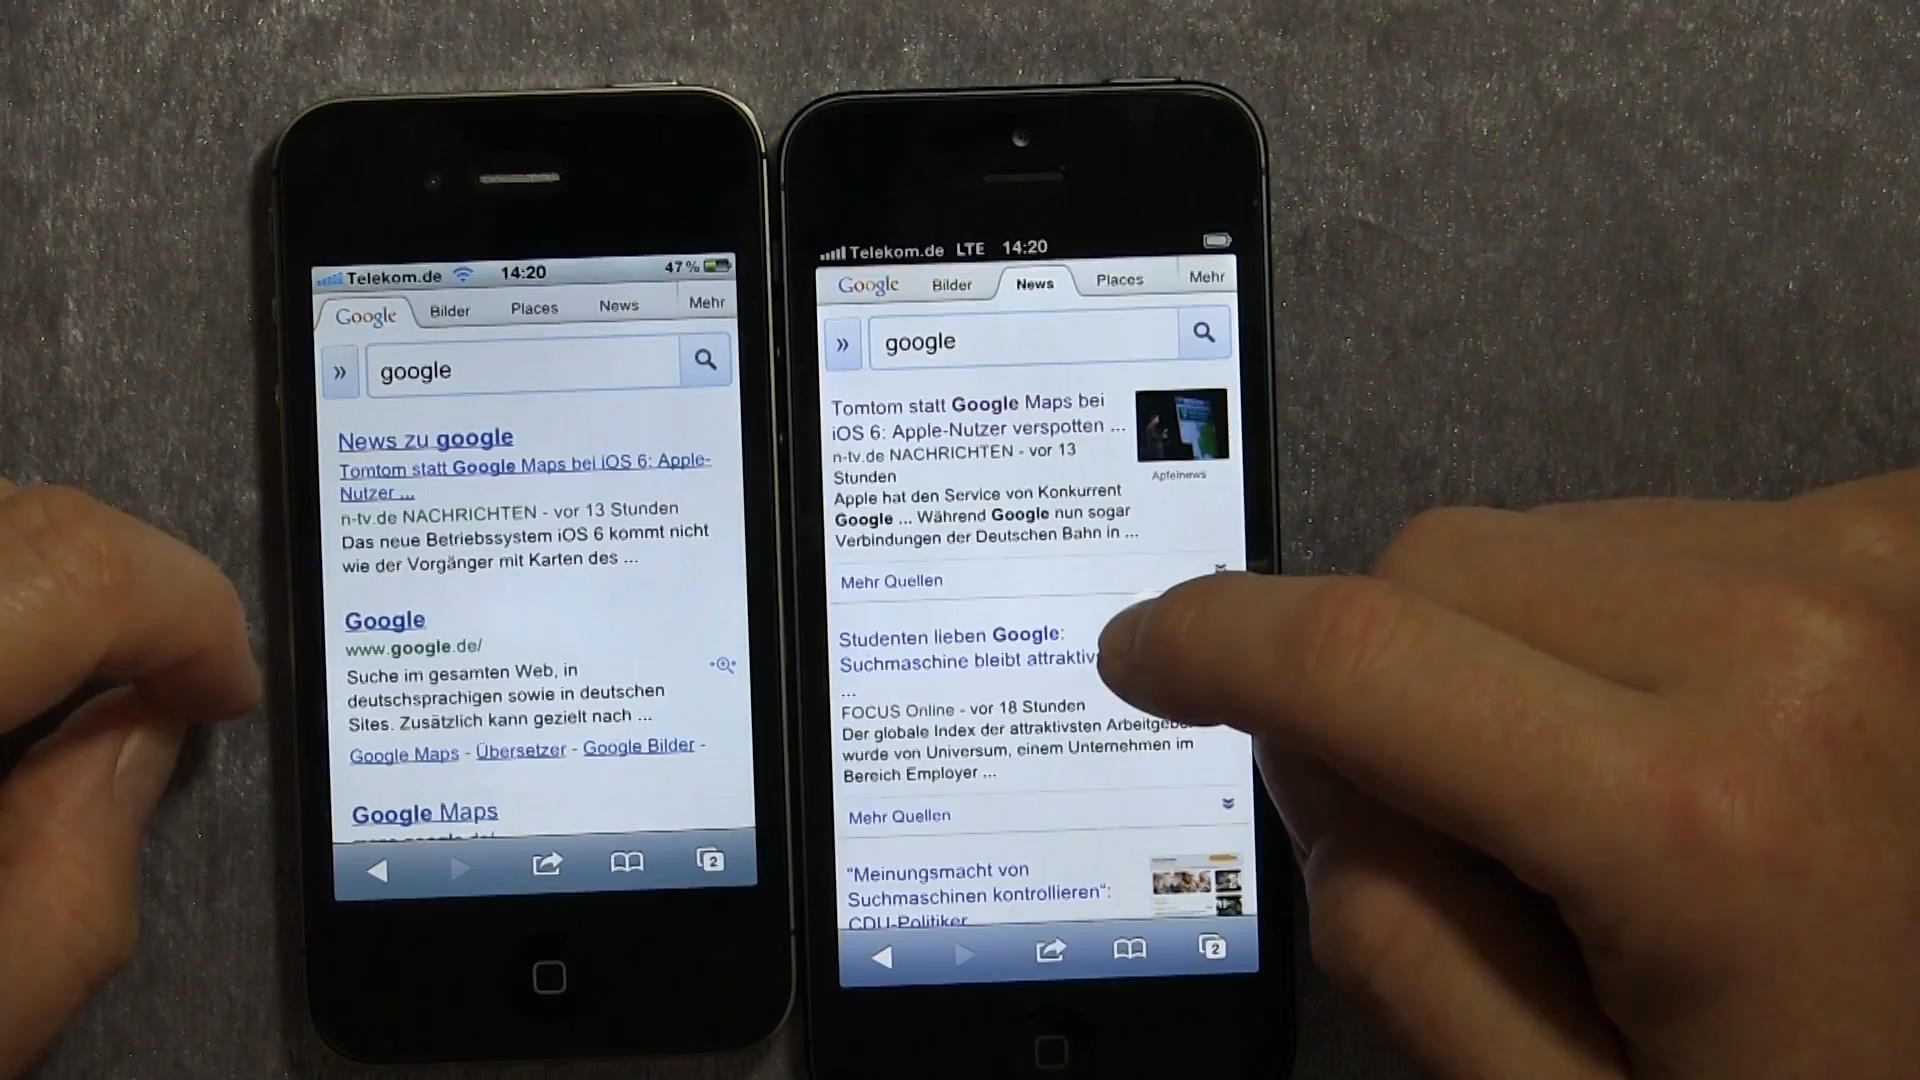 Telekom.de 14:20 47%
Google Bilder Places News Mehr
» google
News zu google
Tomtom statt Google Maps bei iOS 6: Apple-
Nutzer ...
n-tv.de NACHRICHTEN - vor 13 Stunden
Das neue Betriebssystem iOS 6 kommt nicht
wie der Vorgänger mit Karten des ...
Google
www.google.de/
Suche im gesamten Web, in
deutschsprachigen sowie in deutschen
Sites. Zusätzlich kann gezielt nach ...
Google Maps - Übersetzer - Google Bilder -
Google Maps
2
Telekom.de LTE 14:20
Google Bilder News Places Mehr
» google
Tomtom statt Google Maps bei
iOS 6: Apple-Nutzer verspotten ...
n-tv.de NACHRICHTEN - vor 13
Stunden
Apfelnews
Apple hat den Service von Konkurrent
Google ... Während Google nun sogar
Verbindungen der Deutschen Bahn in ...
Mehr Quellen
Studenten lieben Google:
Suchmaschine bleibt attraktiv
...
FOCUS Online - vor 18 Stunden
Der globale Index der attraktivsten Arbeitgebe
wurde von Universum, einem Unternehmen im
Bereich Employer ...
Mehr Quellen
"Meinungsmacht von
Suchmaschinen kontrollieren":
CDU-Politiker
2